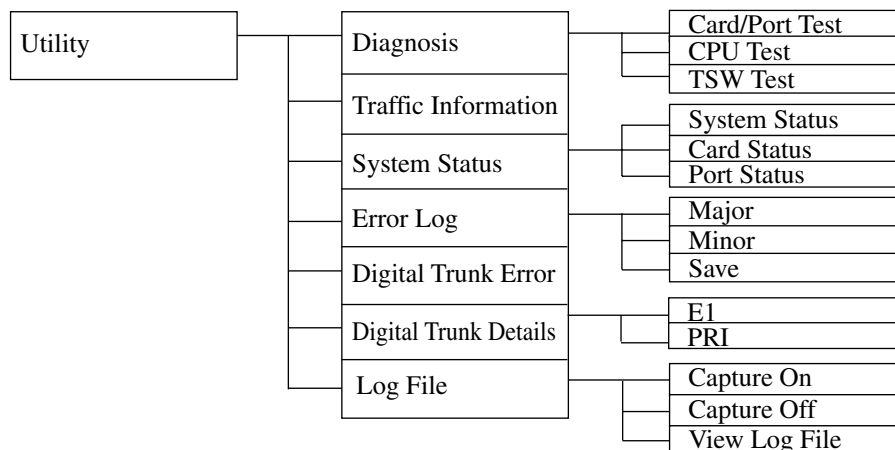 Utility
Diagnosis
Traffic Information
System Status
Error Log
Digital Trunk Error
Digital Trunk Details
Log File
Card/Port Test
CPU Test
TSW Test
System Status
Card Status
Port Status
Major
Minor
Save
E1
PRI
Capture On
Capture Off
View Log File